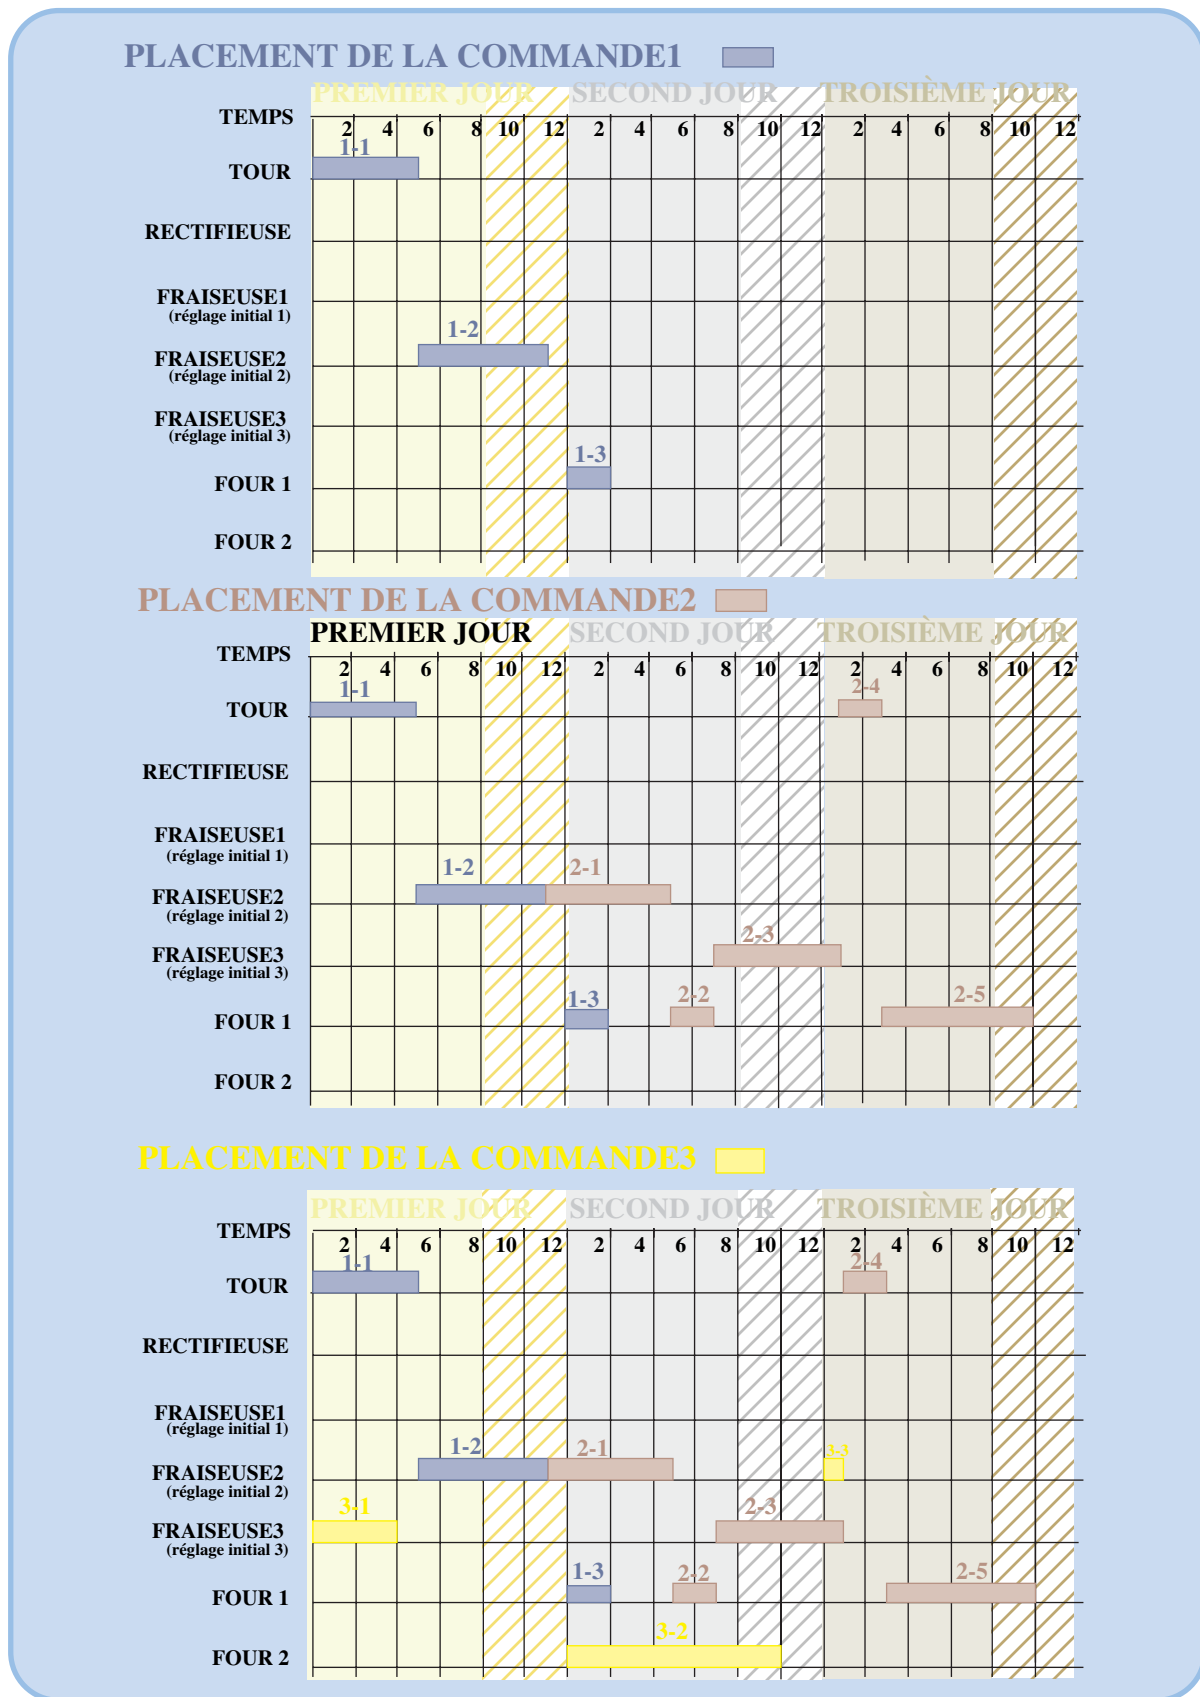 PLACEMENT DE LA COMMANDE1
PREMIER JOUR SECOND JOUR TROISIÈME JOUR
TEMPS
2 4 6 8 10 12 2 4 6 8 10 12 2 4 6 8 10 12
1-1
TOUR
RECTIFIEUSE
FRAISEUSE1
(réglage initial 1)
1-2
FRAISEUSE2
(réglage initial 2)
FRAISEUSE3
(réglage initial 3)
1-3
FOUR 1
FOUR 2
PLACEMENT DE LA COMMANDE2
PREMIER JOUR SECOND JOUR TROISIÈME JOUR
TEMPS
2 4 6 8 10 12 2 4 6 8 10 12 2 4 6 8 10 12
1-1 2-4
TOUR
RECTIFIEUSE
FRAISEUSE1
(réglage initial 1)
1-2 2-1
FRAISEUSE2
(réglage initial 2)
2-3
FRAISEUSE3
(réglage initial 3)
1-3 2-2 2-5
FOUR 1
FOUR 2
PLACEMENT DE LA COMMANDE3
PREMIER JOUR SECOND JOUR TROISIÈME JOUR
TEMPS
2 4 6 8 10 12 2 4 6 8 10 12 2 4 6 8 10 12
1-1 2-4
TOUR
RECTIFIEUSE
FRAISEUSE1
(réglage initial 1)
1-2 2-1 3-3
FRAISEUSE2
(réglage initial 2)
3-1 2-3
FRAISEUSE3
(réglage initial 3)
1-3 2-2 2-5
FOUR 1
3-2
FOUR 2